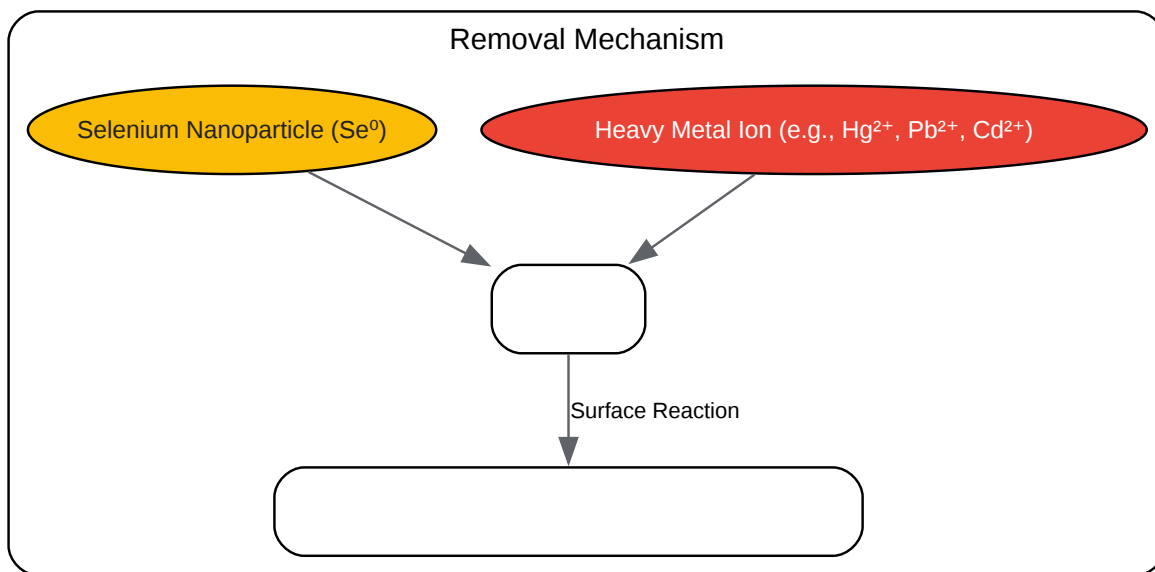 Removal Mechanism
Selenium Nanoparticle (Se⁰)
Heavy Metal Ion (e.g., Hg²⁺, Pb²⁺, Cd²⁺)
Surface Reaction